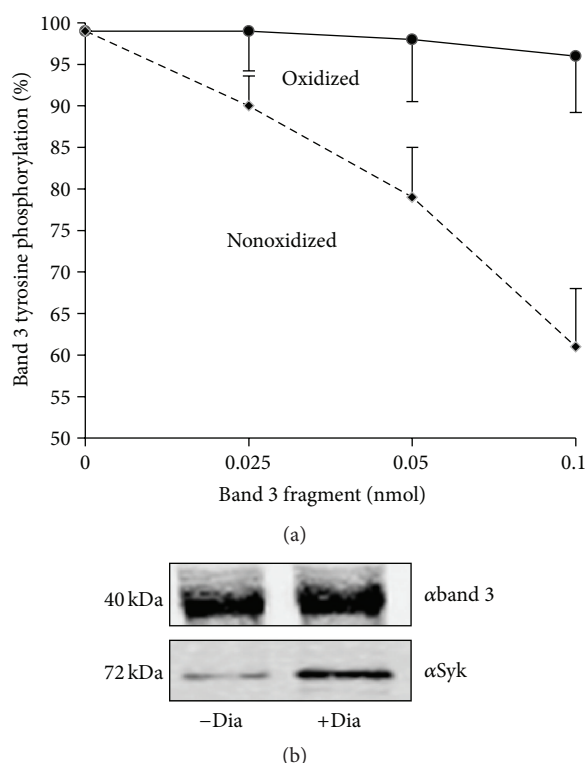 100
95
90
85
80
75
70
65
60
55
50
Band 3 tyrosine phosphorylation (%)
Oxidized
Nonoxidized
0 0.025 0.05 0.1
Band 3 fragment (nmol)
(a)
40 kDa αband 3
72 kDa αSyk
−Dia +Dia
(b)